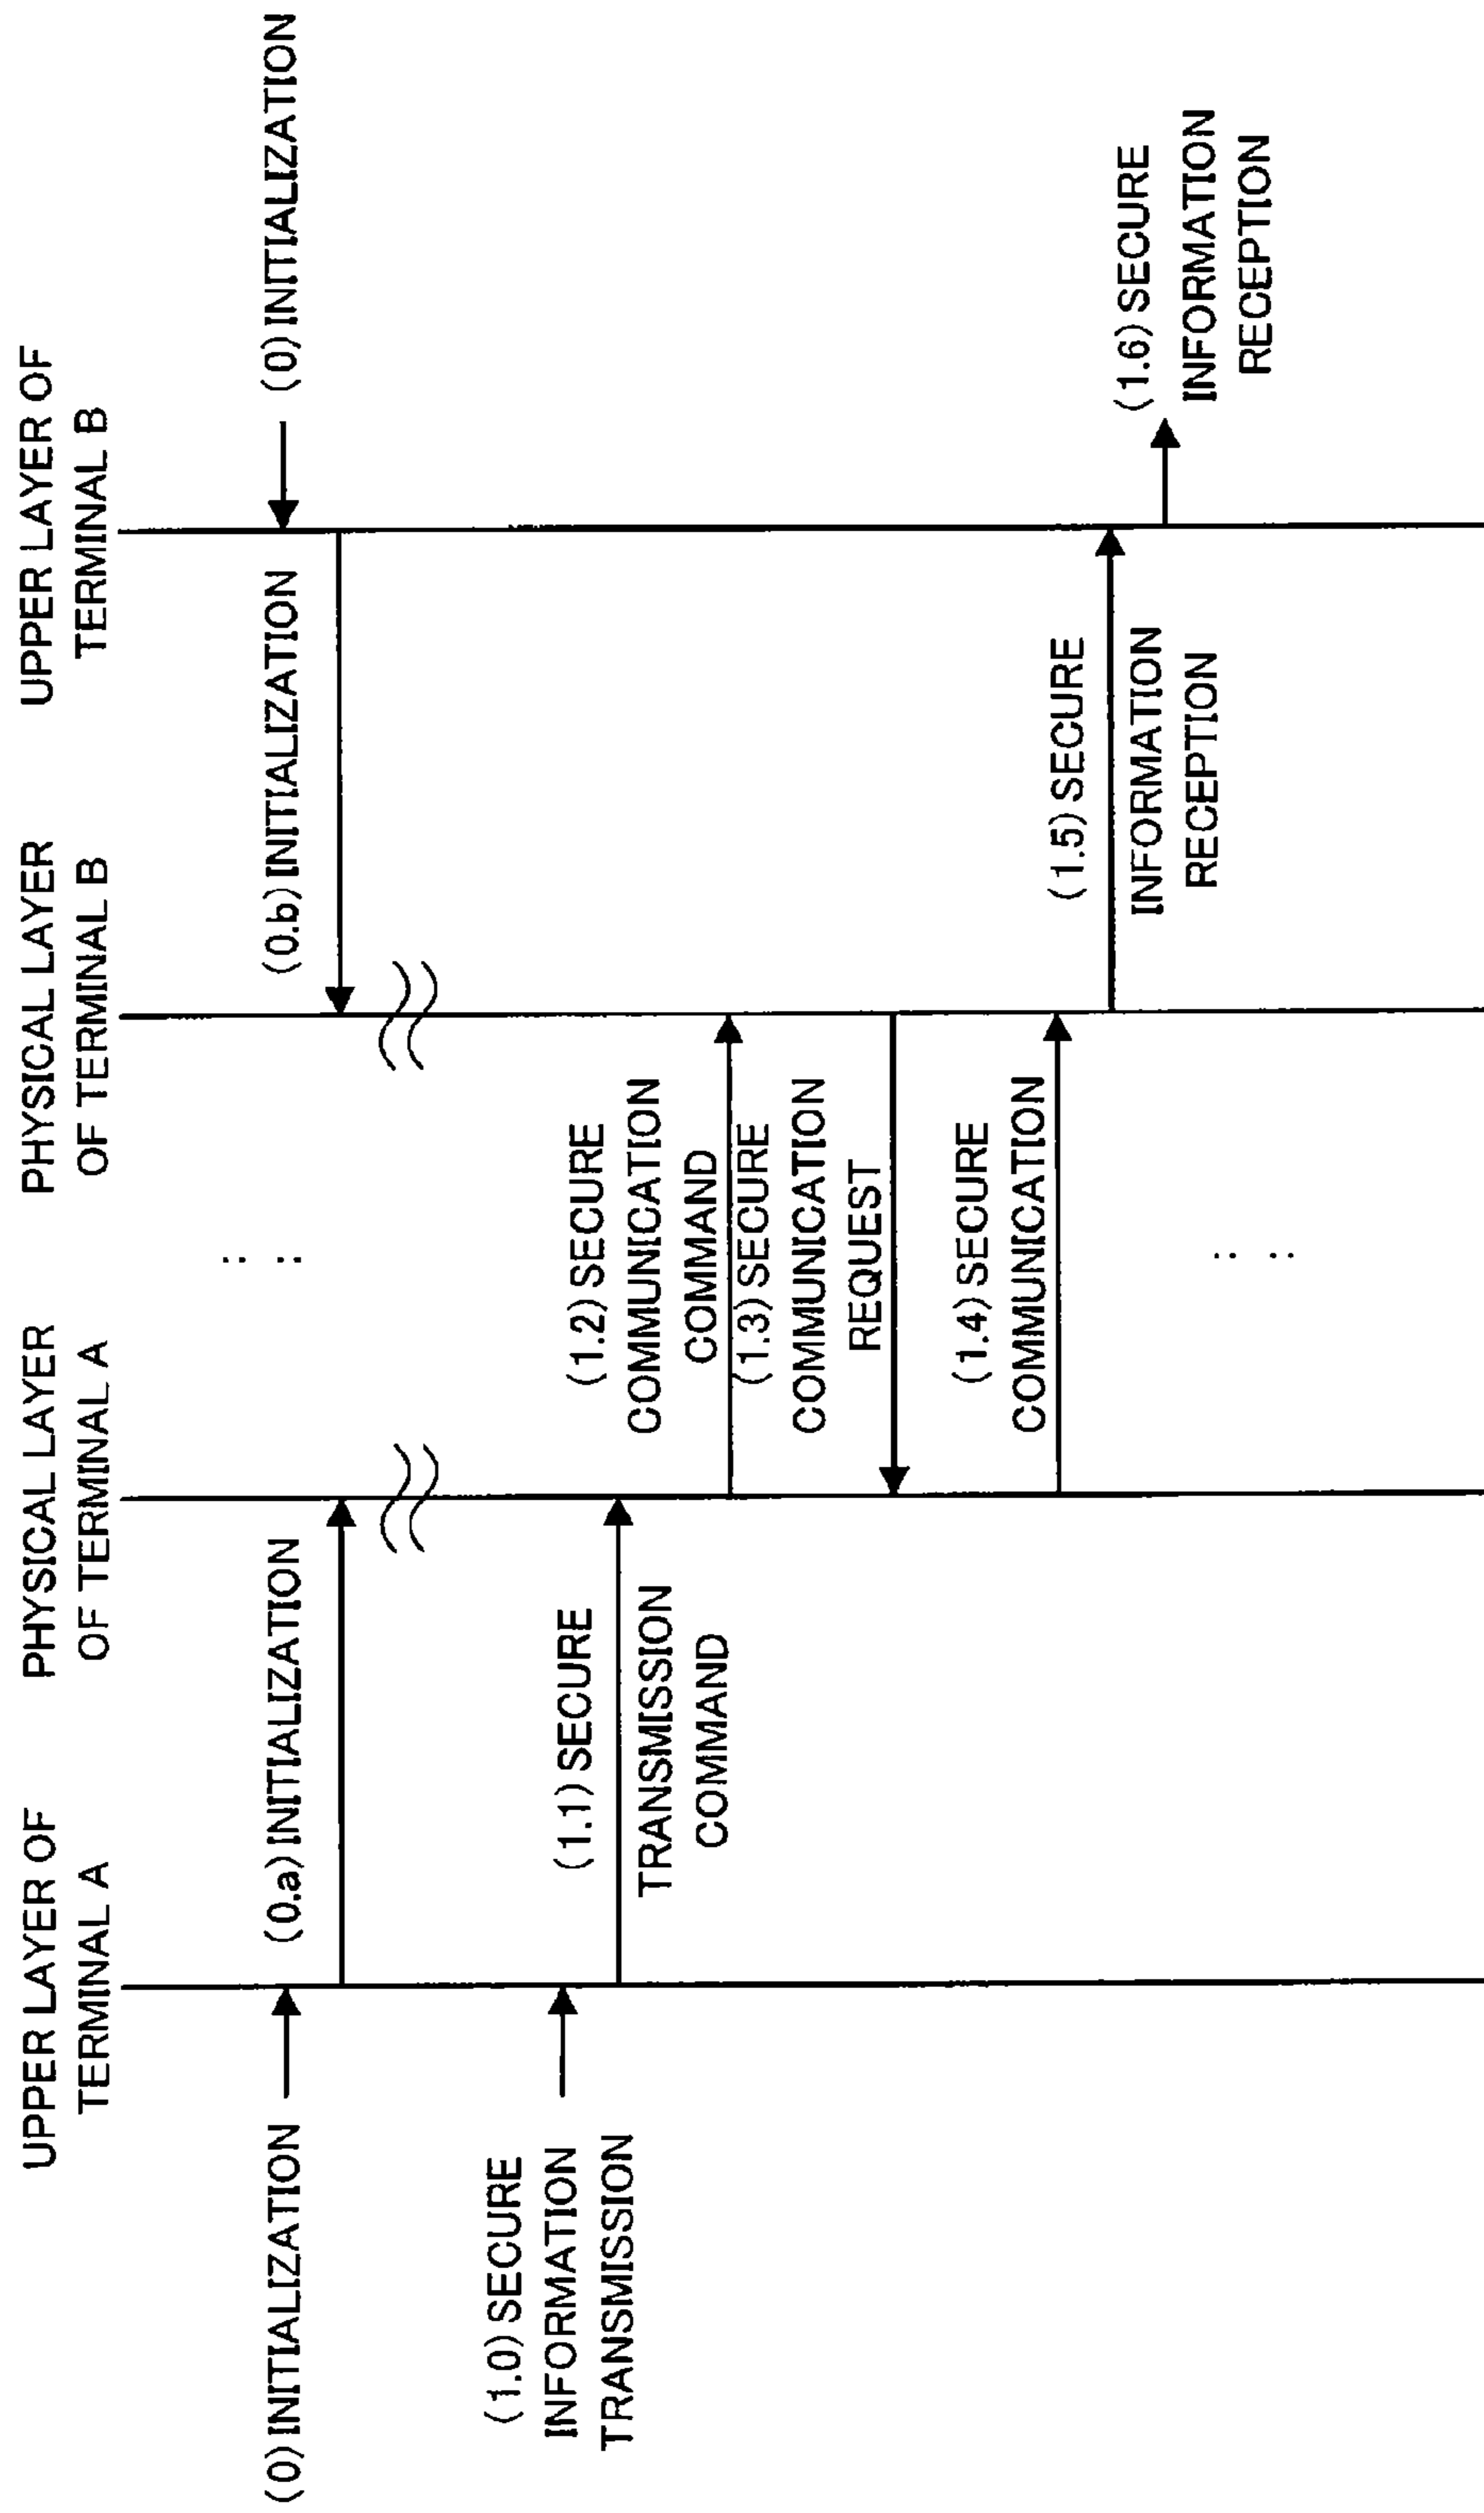 UPPER LAYER OF
TERMINAL A
PHYSICAL LAYER
OF TERMINAL A
PHYSICAL LAYER
OF TERMINAL B
UPPER LAYER OF
TERMINAL B
(0) INITIALIZATION
(0.a) INITIALIZATION
(0.b) INITIALIZATION
(0) INITIALIZATION
(1.0) SECURE
INFORMATION
TRANSMISSION
(1.1) SECURE
TRANSMISSION
COMMAND
(1.2) SECURE
COMMUNICATION
COMMAND
(1.3) SECURE
COMMUNICATION
REQUEST
(1.4) SECURE
COMMUNICATION
(1.5) SECURE
INFORMATION
RECEPTION
(1.6) SECURE
INFORMATION
RECEPTION